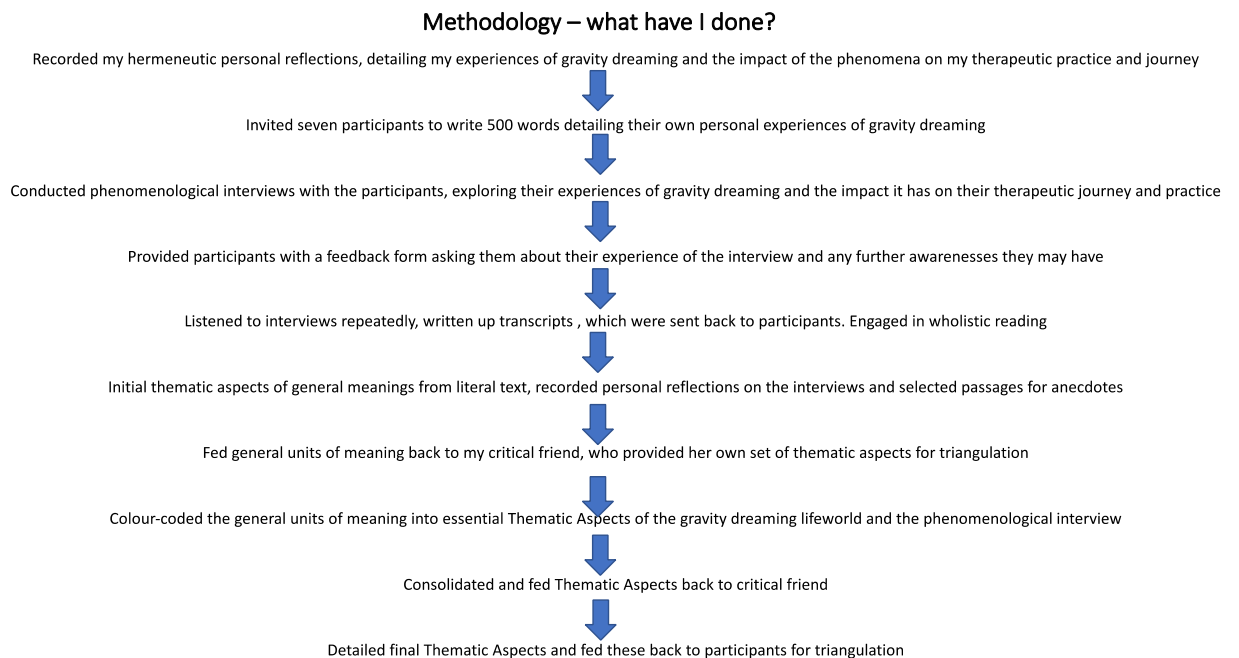 Methodology – what have I done?
Recorded my hermeneutic personal reflections, detailing my experiences of gravity dreaming and the impact of the phenomena on my therapeutic practice and journey
Invited seven participants to write 500 words detailing their own personal experiences of gravity dreaming
Conducted phenomenological interviews with the participants, exploring their experiences of gravity dreaming and the impact it has on their therapeutic journey and practice
Provided participants with a feedback form asking them about their experience of the interview and any further awarenesses they may have
Listened to interviews repeatedly, written up transcripts , which were sent back to participants. Engaged in wholistic reading
Initial thematic aspects of general meanings from literal text, recorded personal reflections on the interviews and selected passages for anecdotes
Fed general units of meaning back to my critical friend, who provided her own set of thematic aspects for triangulation
Colour-coded the general units of meaning into essential Thematic Aspects of the gravity dreaming lifeworld and the phenomenological interview
Consolidated and fed Thematic Aspects back to critical friend
Detailed final Thematic Aspects and fed these back to participants for triangulation